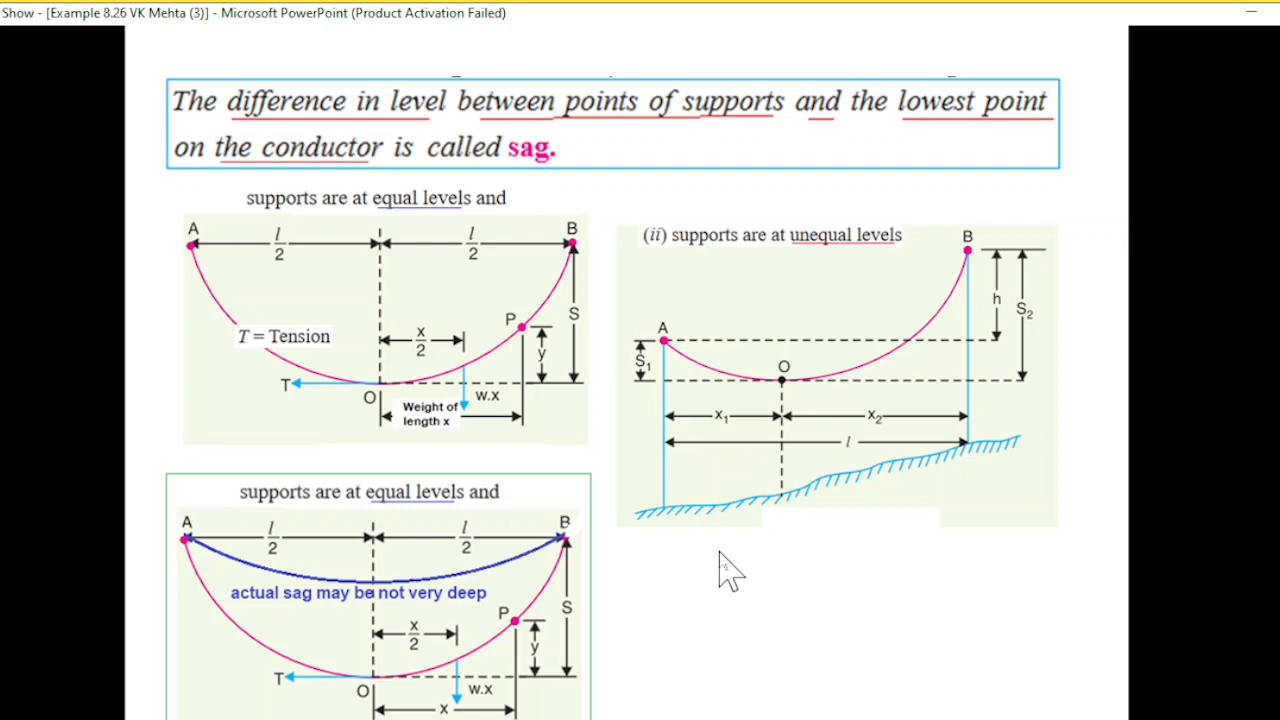 Show - [Example 8.26 VK Mehta (3)] - Microsoft PowerPoint (Product Activation Failed)
The difference in level between points of supports and the lowest point
on the conductor is called sag.
supports are at equal levels and
A
l/2
l/2
B
T = Tension
x/2
P
y
S
T
O
w.x
Weight of
length x
(ii) supports are at unequal levels
B
h
S2
A
S1
O
x1
x2
l
supports are at equal levels and
A
l/2
l/2
B
actual sag may be not very deep
x/2
P
y
S
T
O
w.x
x